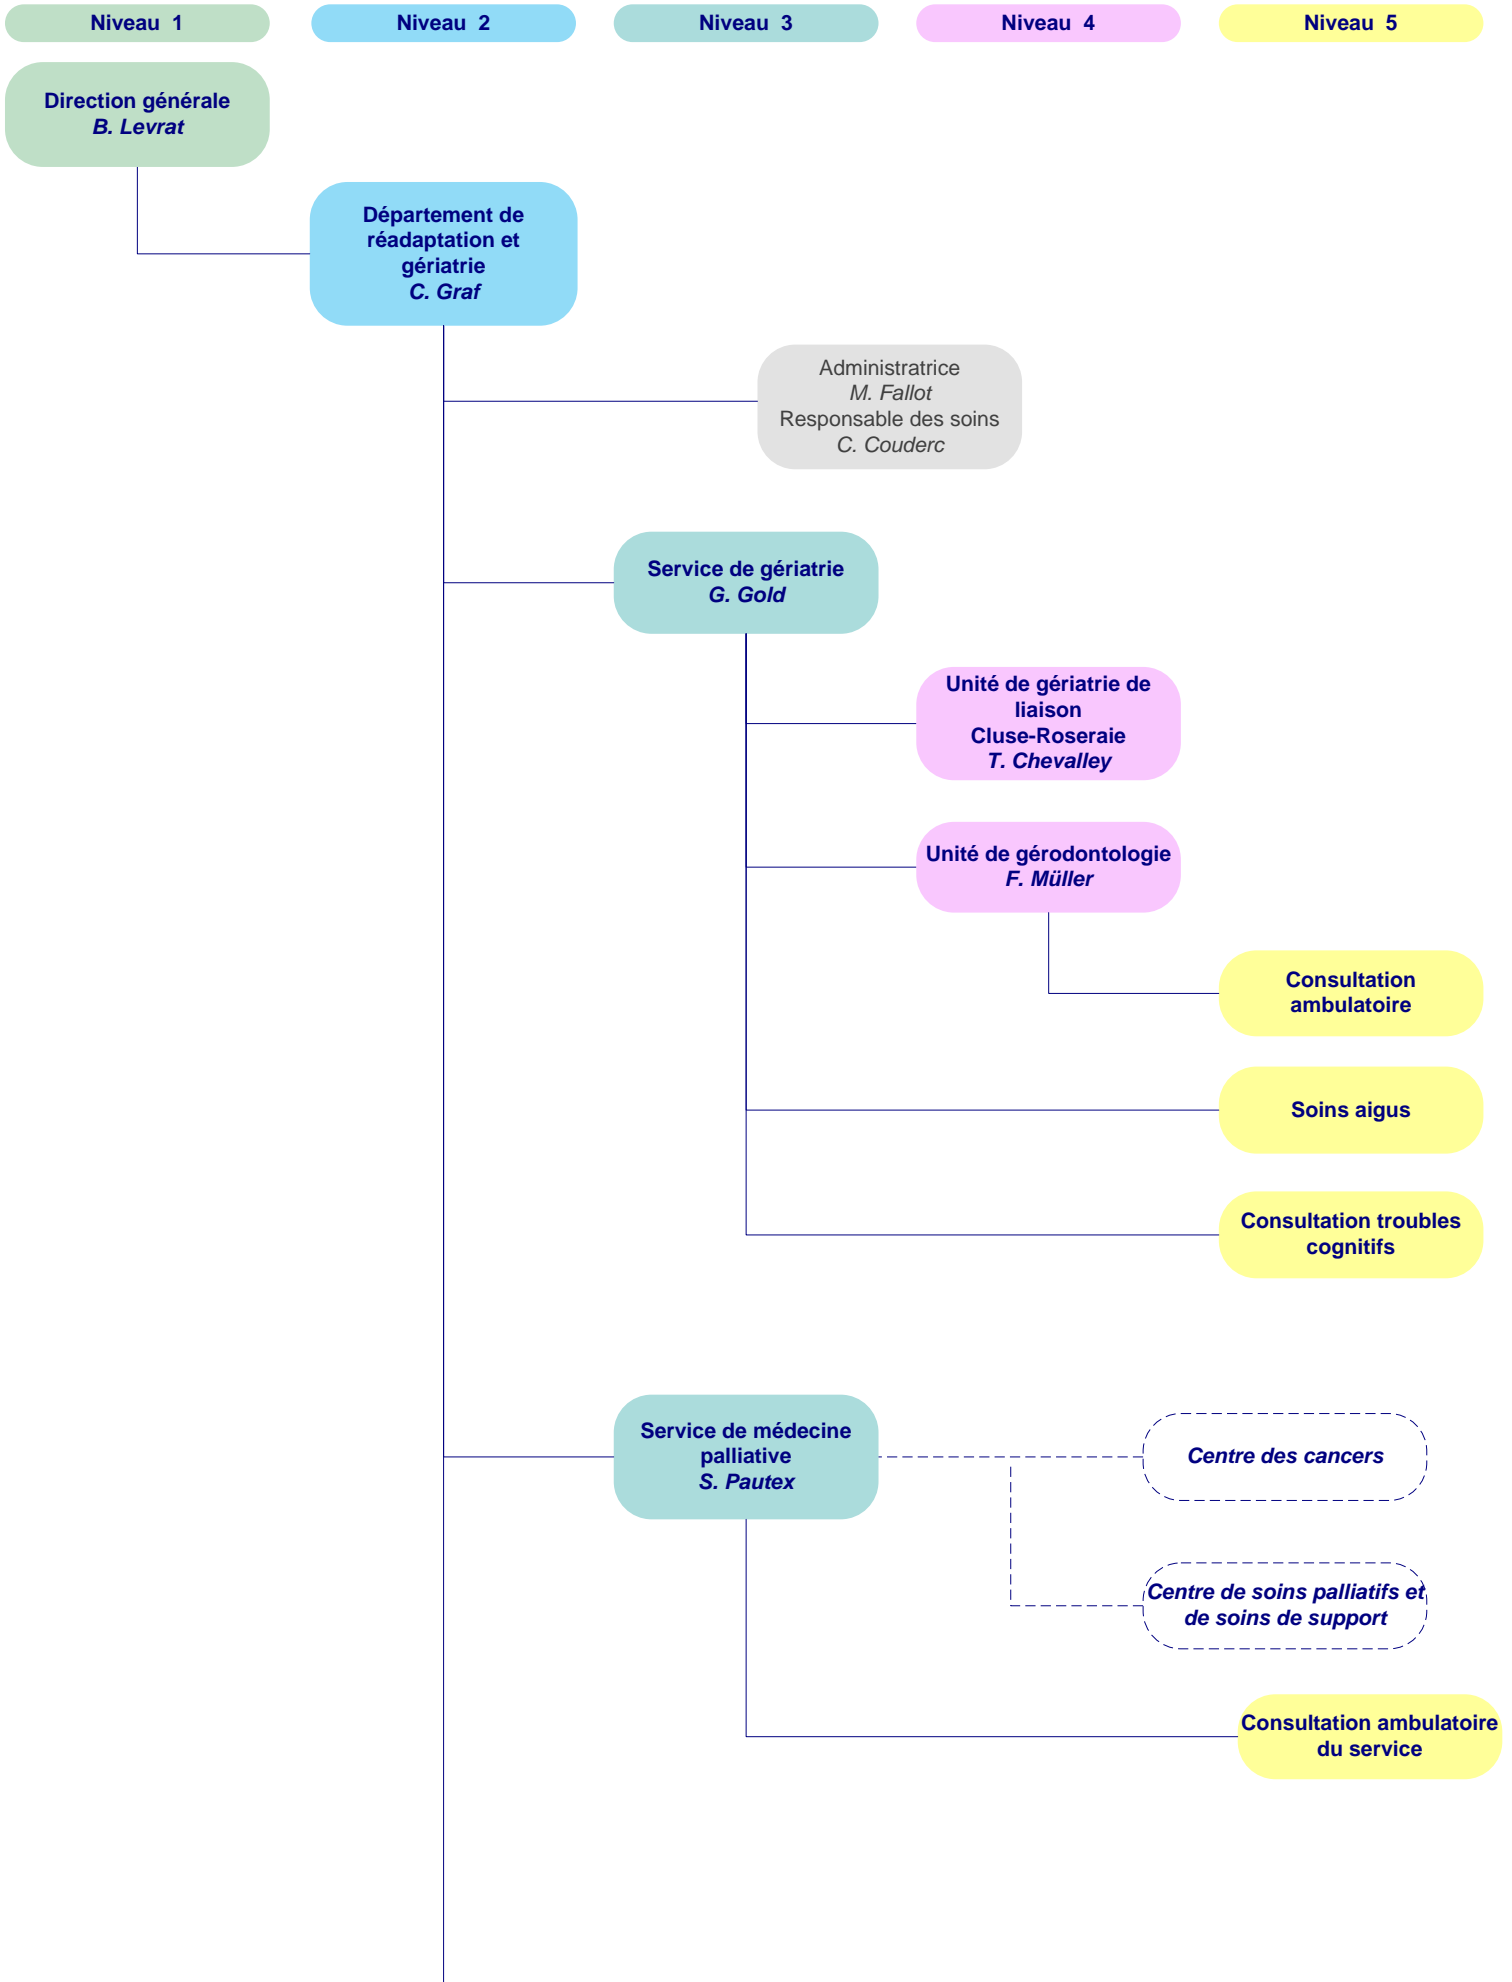 Niveau 1
Niveau 2
Niveau 3
Niveau 4
Niveau 5
Direction générale
B. Levrat
Département de
réadaptation et
gériatrie
C. Graf
Administratrice
M. Fallot
Responsable des soins
C. Couderc
Service de gériatrie
G. Gold
Unité de gériatrie de
liaison
Cluse-Roseraie
T. Chevalley
Unité de gérodontologie
F. Müller
Consultation
ambulatoire
Soins aigus
Consultation troubles
cognitifs
Service de médecine
palliative
S. Pautex
Centre des cancers
Centre de soins palliatifs et
de soins de support
Consultation ambulatoire
du service